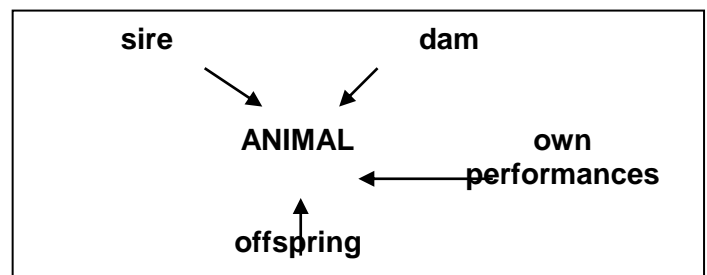 sire dam
ANIMAL own
performances
offspring